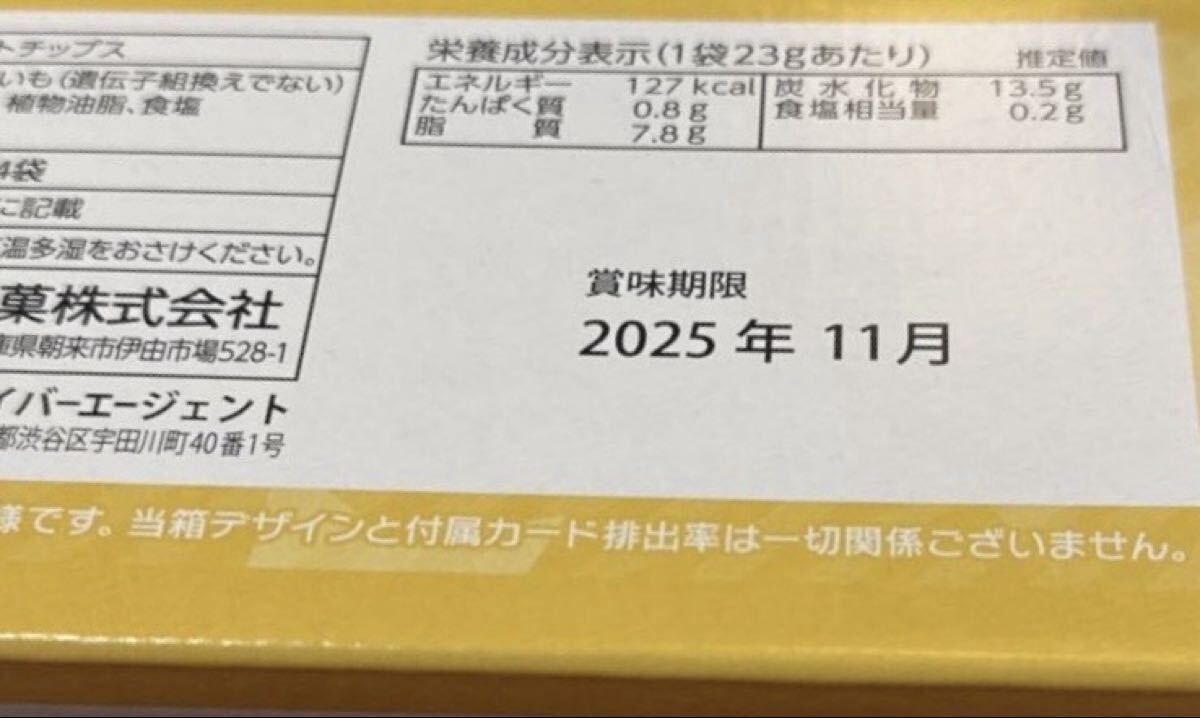 トチップス
いも(遺伝子組換えでない)
植物油脂、食塩
4袋
に記載
温多湿をおさけください。
菓株式会社
庫県朝来市伊由市場528-1
イバーエージェント
都渋谷区宇田川町40番1号
栄養成分表示(1袋23gあたり) 推定値
エネルギー 127 kcal 炭水化物 13.5g
たんぱく質 0.8g 食塩相当量 0.2g
脂質 7.8g
賞味期限
2025 年 11月
様です。当箱デザインと付属カード排出率は一切関係ございません。